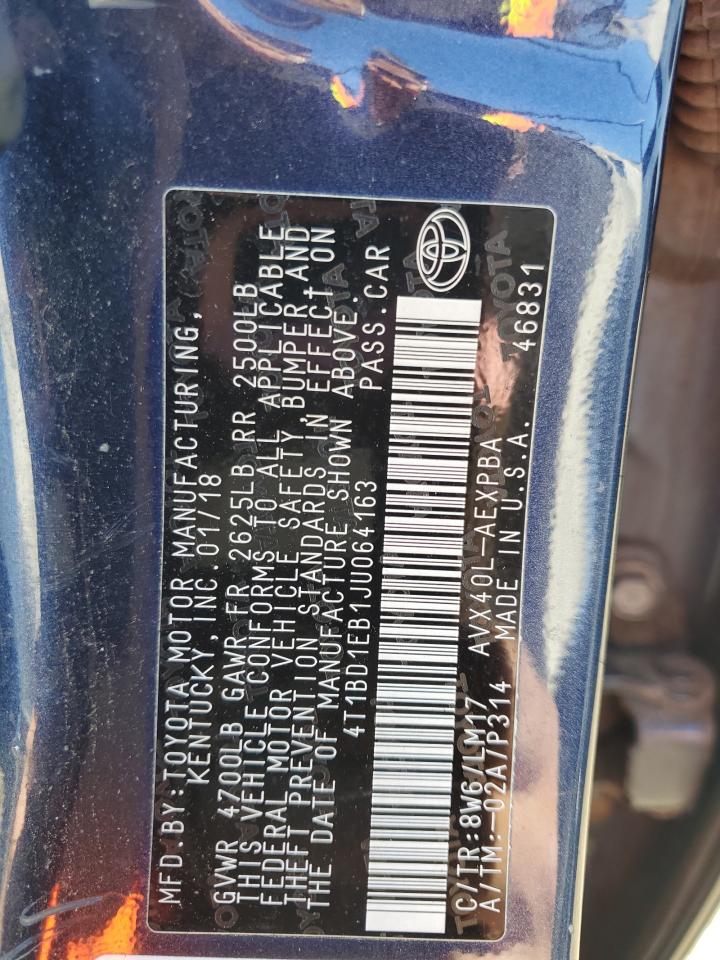 MFD.BY:TOYOTA MOTOR MANUFACTURING,
KENTUCKY,INC.01/18
GVWR 4700LB GAWR FR 2625LB RR 2500LB
THIS VEHICLE CONFORMS TO ALL APPLICABLE
FEDERAL MOTOR VEHICLE SAFETY, BUMPER, AND
THEFT PREVENTION STANDARDS IN EFFECT ON
THE DATE OF MANUFACTURE SHOWN ABOVE.
4T1BD1EB1JU064163 PASS.CAR
C/TR:8W6/LM17 AVX40L-AEXPBA
A/TM:-02A/P314 MADE IN U.S.A. 46831